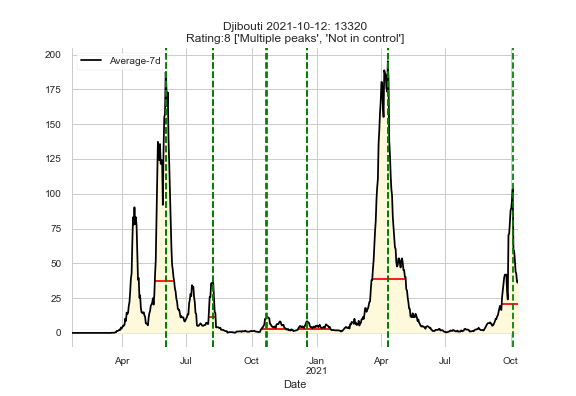 Djibouti 2021-10-12: 13320
Rating:8 ['Multiple peaks', 'Not in control']
Average-7d
200
175
150
125
100
75
50
25
0
Apr Jul Oct Jan Apr Jul Oct
2021
Date